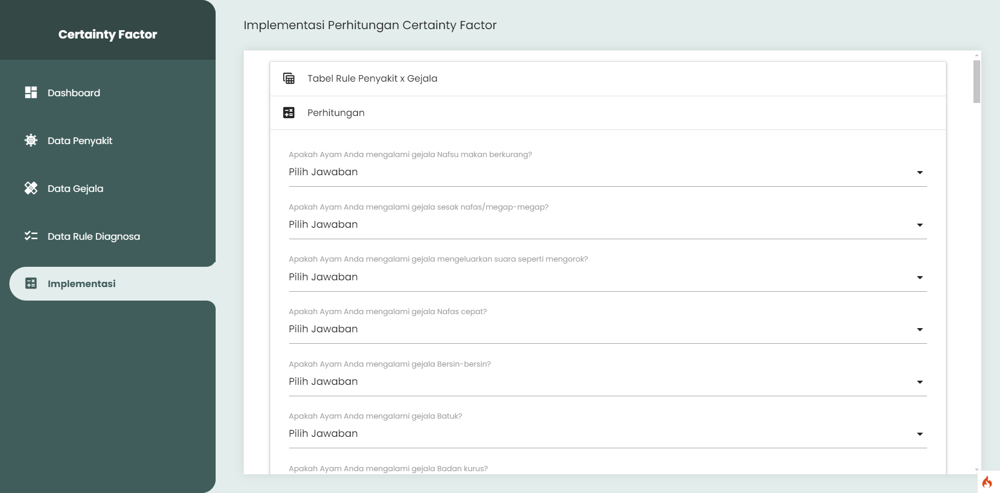 Certainty Factor
Dashboard
Data Penyakit
Data Gejala
Data Rule Diagnosa
Implementasi
Implementasi Perhitungan Certainty Factor
Tabel Rule Penyakit x Gejala
Perhitungan
Apakah Ayam Anda mengalami gejala Nafsu makan berkurang?
Pilih Jawaban
Apakah Ayam Anda mengalami gejala sesak nafas/megap-megap?
Pilih Jawaban
Apakah Ayam Anda mengalami gejala mengeluarkan suara seperti mengorok?
Pilih Jawaban
Apakah Ayam Anda mengalami gejala Nafas cepat?
Pilih Jawaban
Apakah Ayam Anda mengalami gejala Bersin-bersin?
Pilih Jawaban
Apakah Ayam Anda mengalami gejala Batuk?
Pilih Jawaban
Apakah Ayam Anda mengalami gejala Badan kurus?